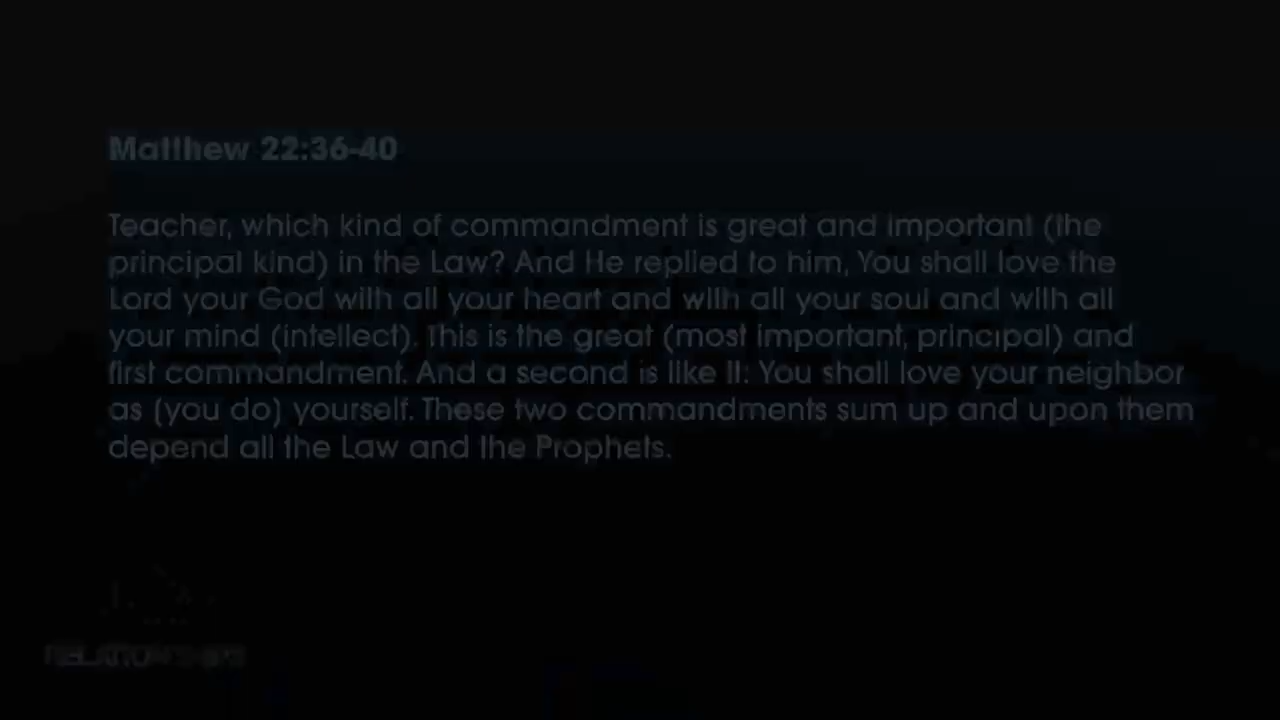 Matthew 22:36-40
Teacher, which kind of commandment is great and important (the
principal kind) in the Law? And He replied to him, You shall love the
Lord your God with all your heart and with all your soul and with all
your mind (intellect). This is the great (most important, principal) and
first commandment. And a second is like it: You shall love your neighbor
as (you do) yourself. These two commandments sum up and upon them
depend all the Law and the Prophets.
RELATIONSHIPS